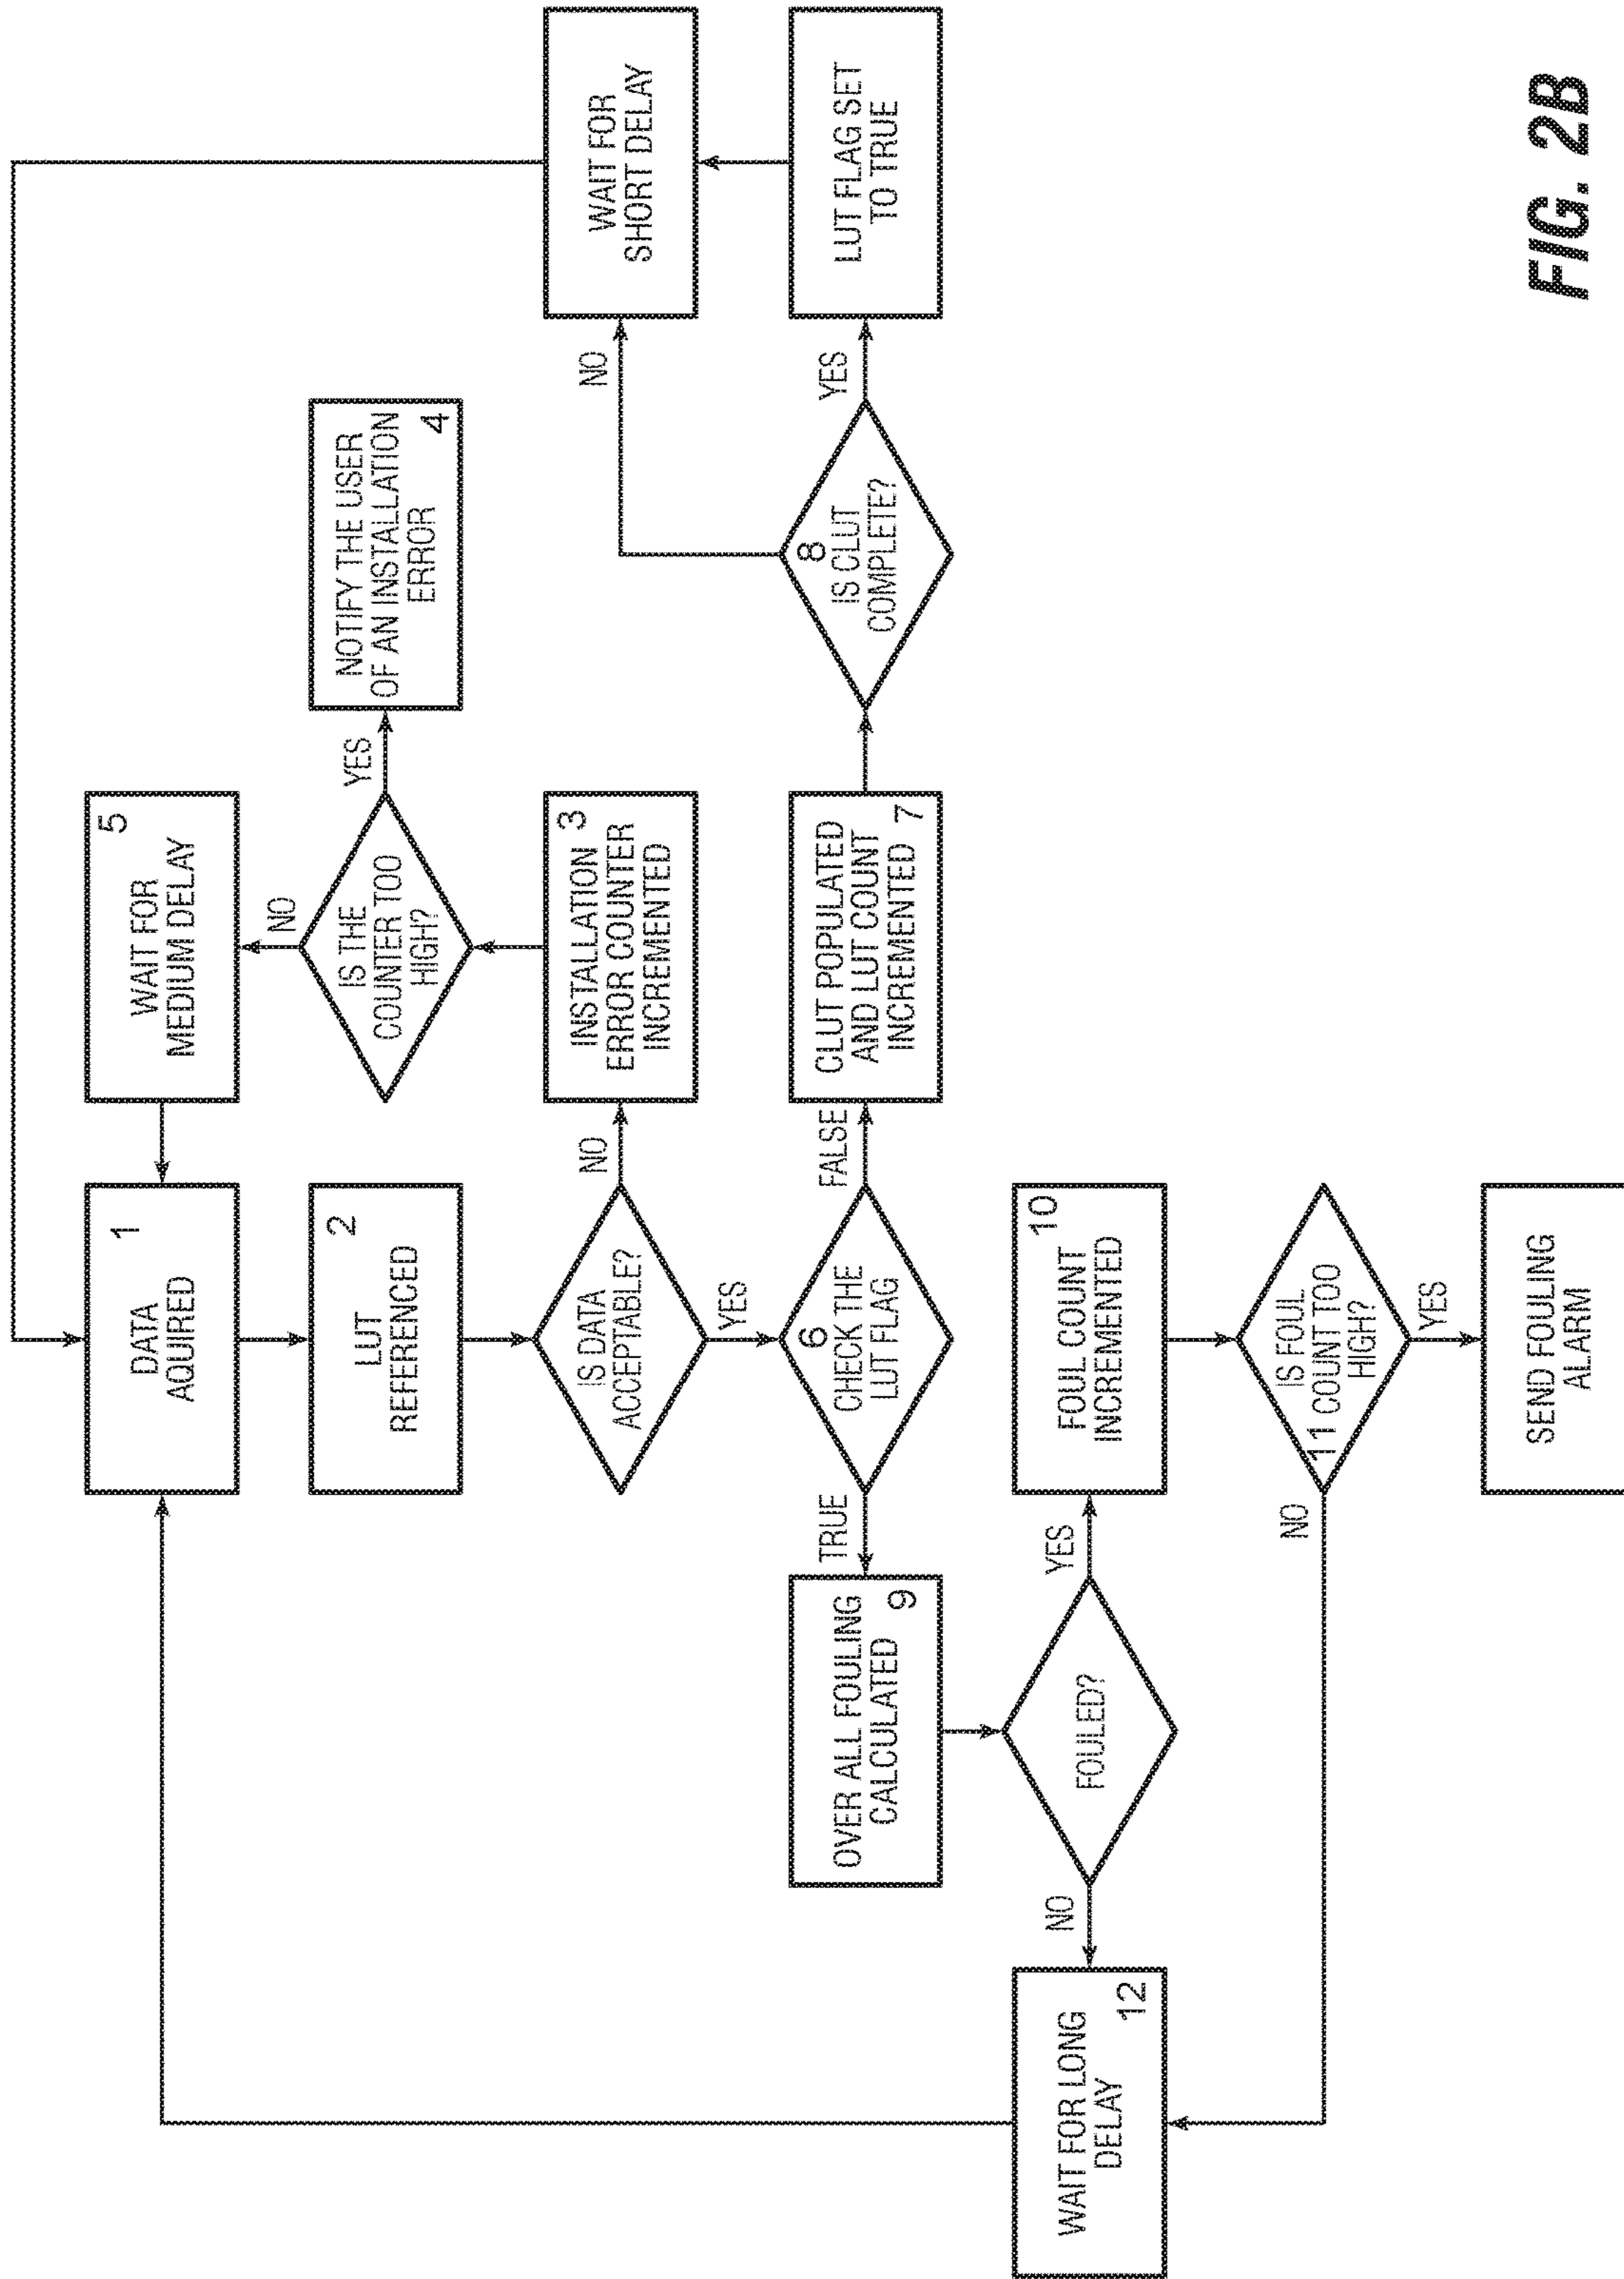 1
DATA
AQUIRED
2
LUT
REFERENCED
IS DATA
ACCEPTABLE?
NO
YES
INSTALLATION 3
ERROR COUNTER
INCREMENTED
IS THE
COUNTER TOO
HIGH?
YES
NO
NOTIFY THE USER
OF AN INSTALLATION
ERROR 4
5
WAIT FOR
MEDIUM DELAY
6
CHECK THE
LUT FLAG
FALSE
TRUE
CLUT POPULATED
AND LUT COUNT
INCREMENTED 7
8
IS CLUT
COMPLETE?
NO
YES
LUT FLAG SET
TO TRUE
WAIT FOR
SHORT DELAY
OVER ALL FOULING
CALCULATED 9
FOULED?
YES
NO
10
FOUL COUNT
INCREMENTED
IS FOUL
11 COUNT TOO
HIGH?
NO
YES
SEND FOULING
ALARM
WAIT FOR LONG
DELAY
12
FIG. 2B